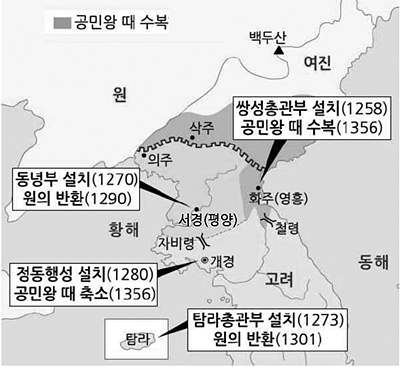 공민왕 때 수복
백두산
여진
원
쌍성총관부 설치(1258)
공민왕 때 수복(1356)
삭주
의주
동녕부 설치(1270)
원의 반환(1290)
화주(영흥)
서경(평양)
황해
자비령
철령
동해
정동행성 설치(1280)
공민왕 때 축소(1356)
개경
고려
탐라총관부 설치(1273)
원의 반환(1301)
탐라